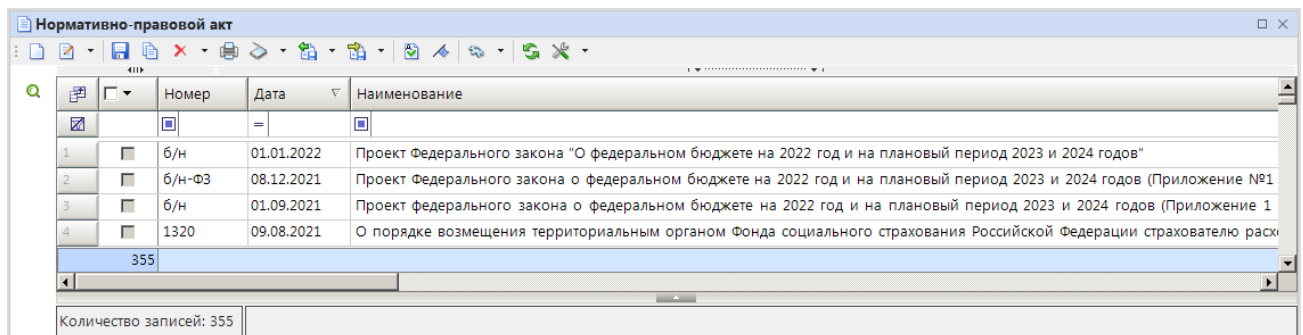 Нормативно-правовой акт
Номер Дата Наименование
=
1 б/н 01.01.2022 Проект Федерального закона "О федеральном бюджете на 2022 год и на плановый период 2023 и 2024 годов"
2 б/н-ФЗ 08.12.2021 Проект Федерального закона о федеральном бюджете на 2022 год и на плановый период 2023 и 2024 годов (Приложение №1
3 б/н 01.09.2021 Проект федерального закона о федеральном бюджете на 2022 год и на плановый период 2023 и 2024 годов (Приложение 1
4 1320 09.08.2021 О порядке возмещения территориальным органом Фонда социального страхования Российской Федерации страхователю расхо
355
Количество записей: 355